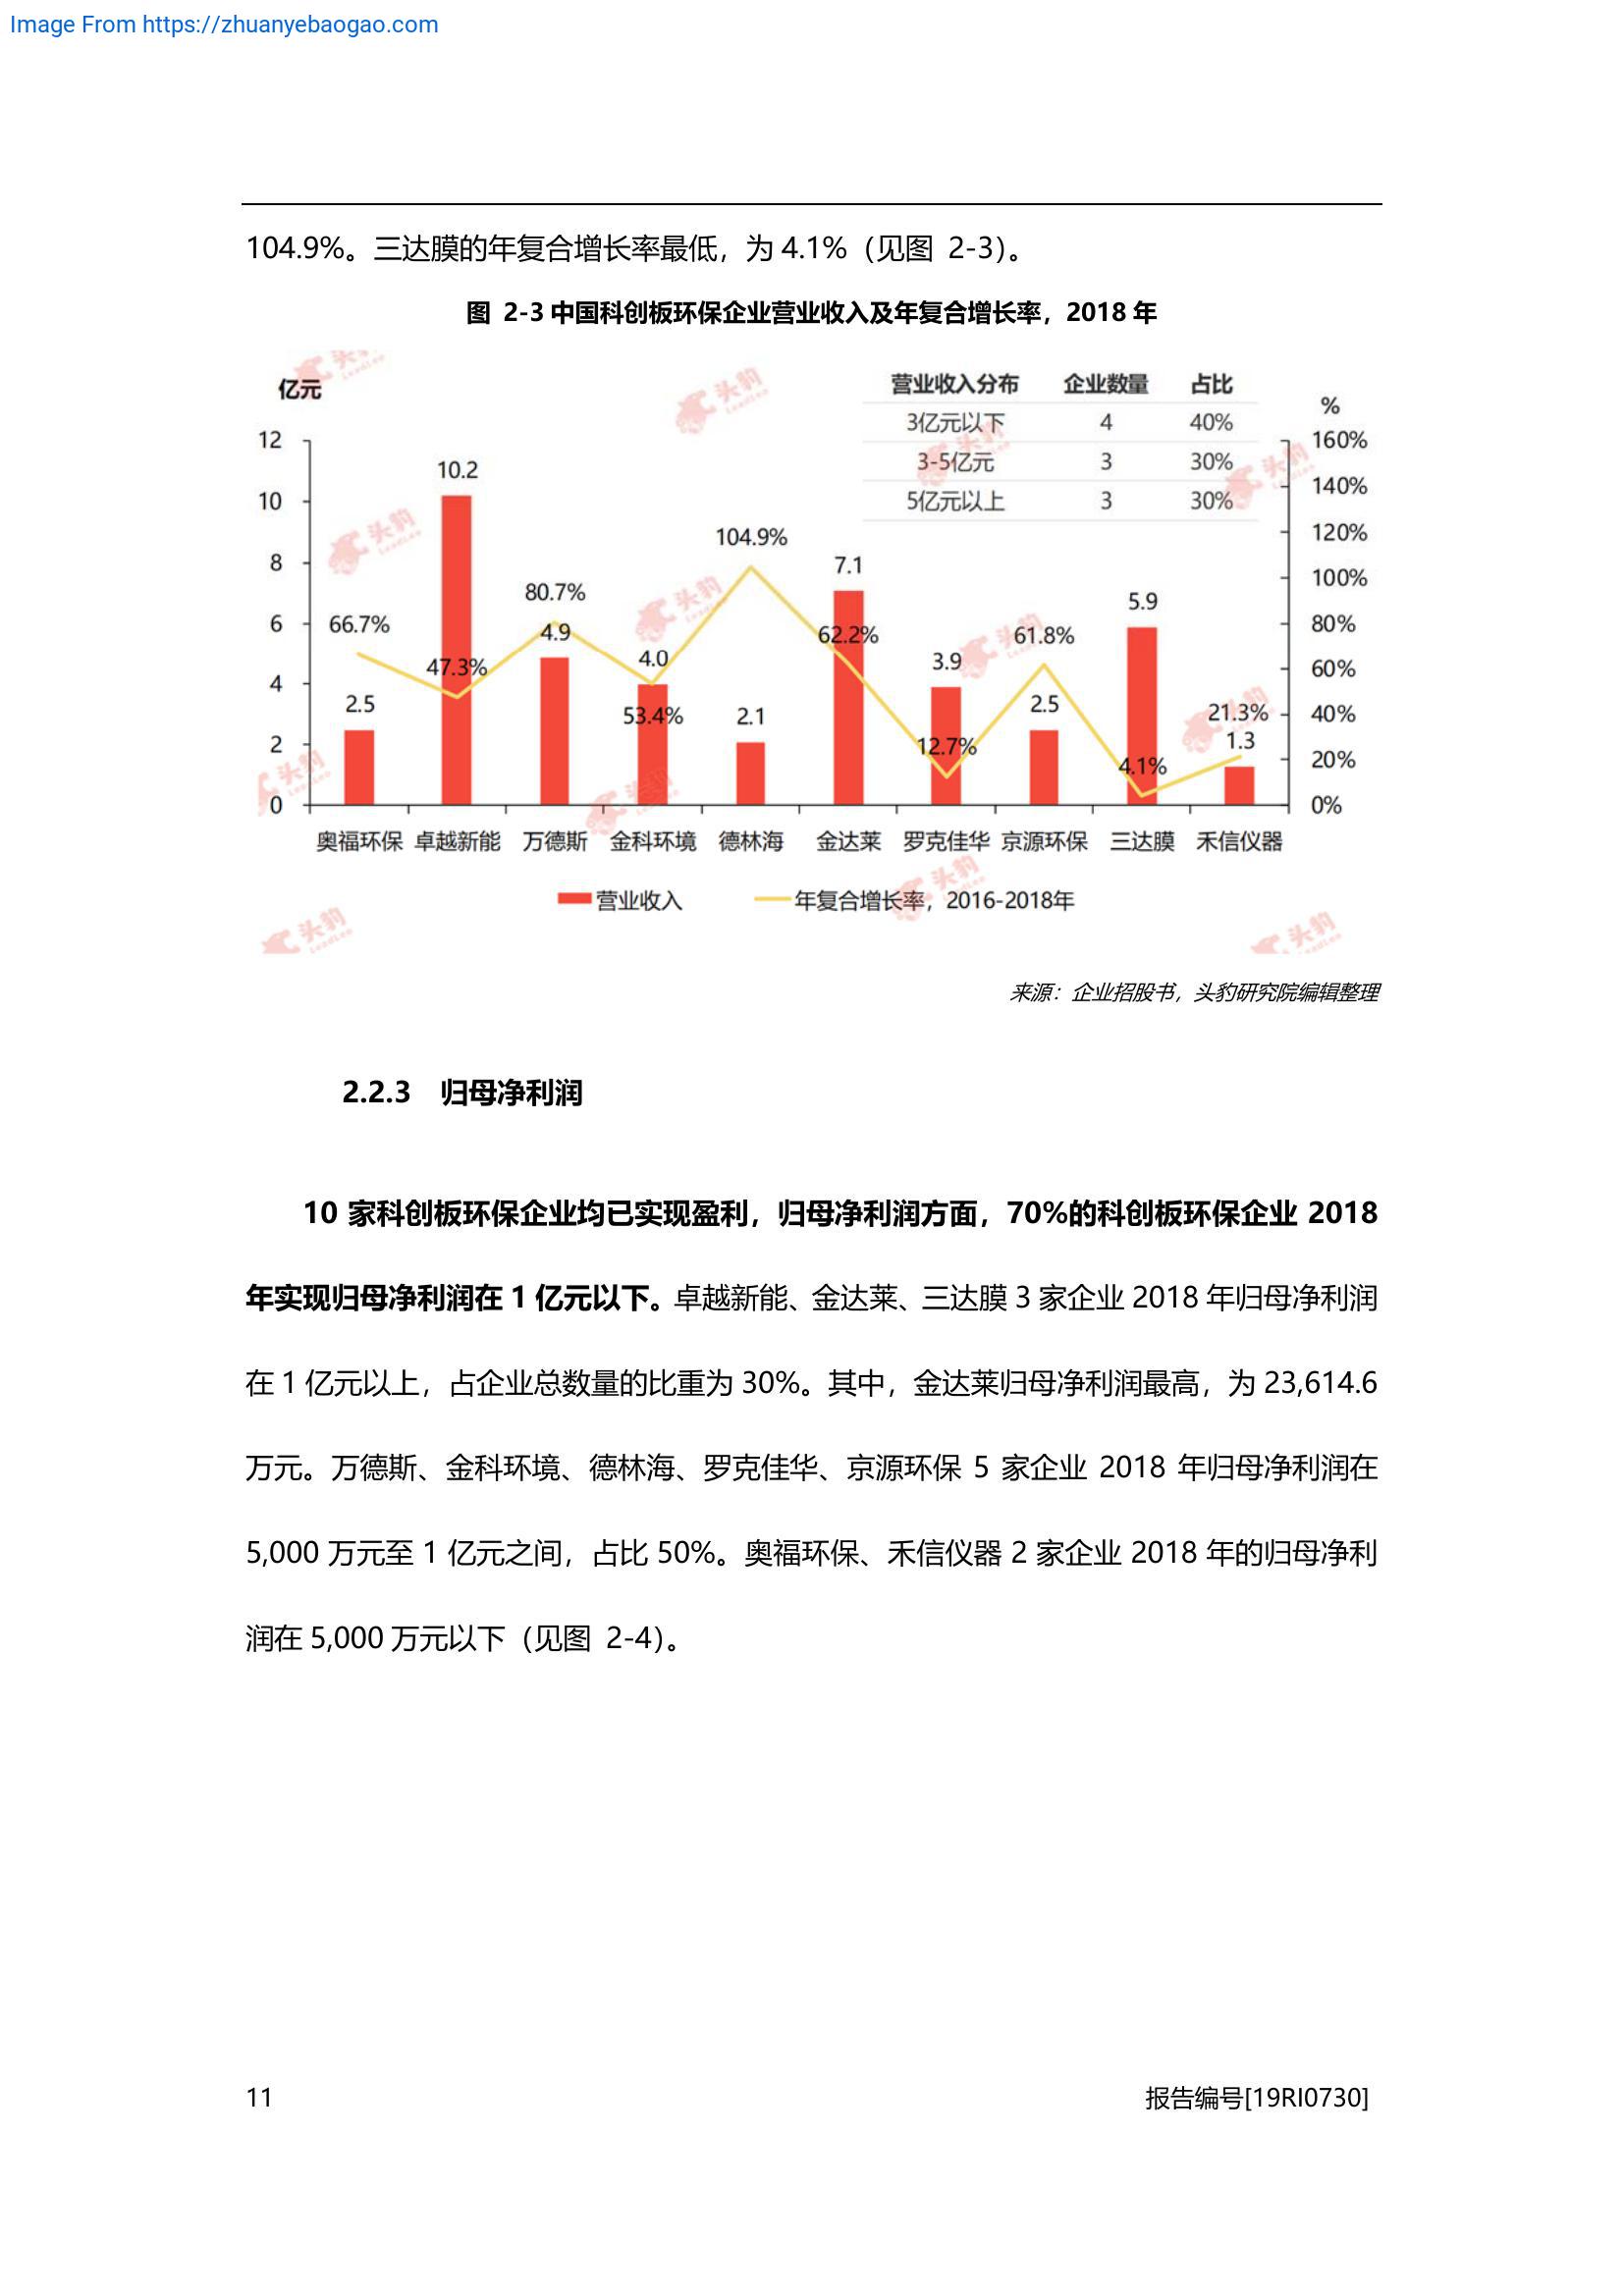 Image From https://zhuanyebaogao.com
104.9%。三达膜的年复合增长率最低，为 4.1%（见图 2-3）。
图 2-3 中国科创板环保企业营业收入及年复合增长率，2018 年
亿元
营业收入分布 企业数量 占比
3亿元以下 4 40%
3-5亿元 3 30%
5亿元以上 3 30%
%
12
10
8
6
4
2
0
160%
140%
120%
100%
80%
60%
40%
20%
0%
2.5 10.2 4.9 4.0 2.1 7.1 3.9 2.5 5.9 1.3
66.7% 47.3% 80.7% 53.4% 104.9% 62.2% 12.7% 61.8% 4.1% 21.3%
奥福环保 卓越新能 万德斯 金科环境 德林海 金达莱 罗克佳华 京源环保 三达膜 禾信仪器
营业收入 年复合增长率，2016-2018年
头豹
LeadLeo
来源：企业招股书，头豹研究院编辑整理
2.2.3 归母净利润
10 家科创板环保企业均已实现盈利，归母净利润方面，70%的科创板环保企业 2018
年实现归母净利润在 1 亿元以下。卓越新能、金达莱、三达膜 3 家企业 2018 年归母净利润
在 1 亿元以上，占企业总数量的比重为 30%。其中，金达莱归母净利润最高，为 23,614.6
万元。万德斯、金科环境、德林海、罗克佳华、京源环保 5 家企业 2018 年归母净利润在
5,000 万元至 1 亿元之间，占比 50%。奥福环保、禾信仪器 2 家企业 2018 年的归母净利
润在 5,000 万元以下（见图 2-4）。
11
报告编号[19RI0730]